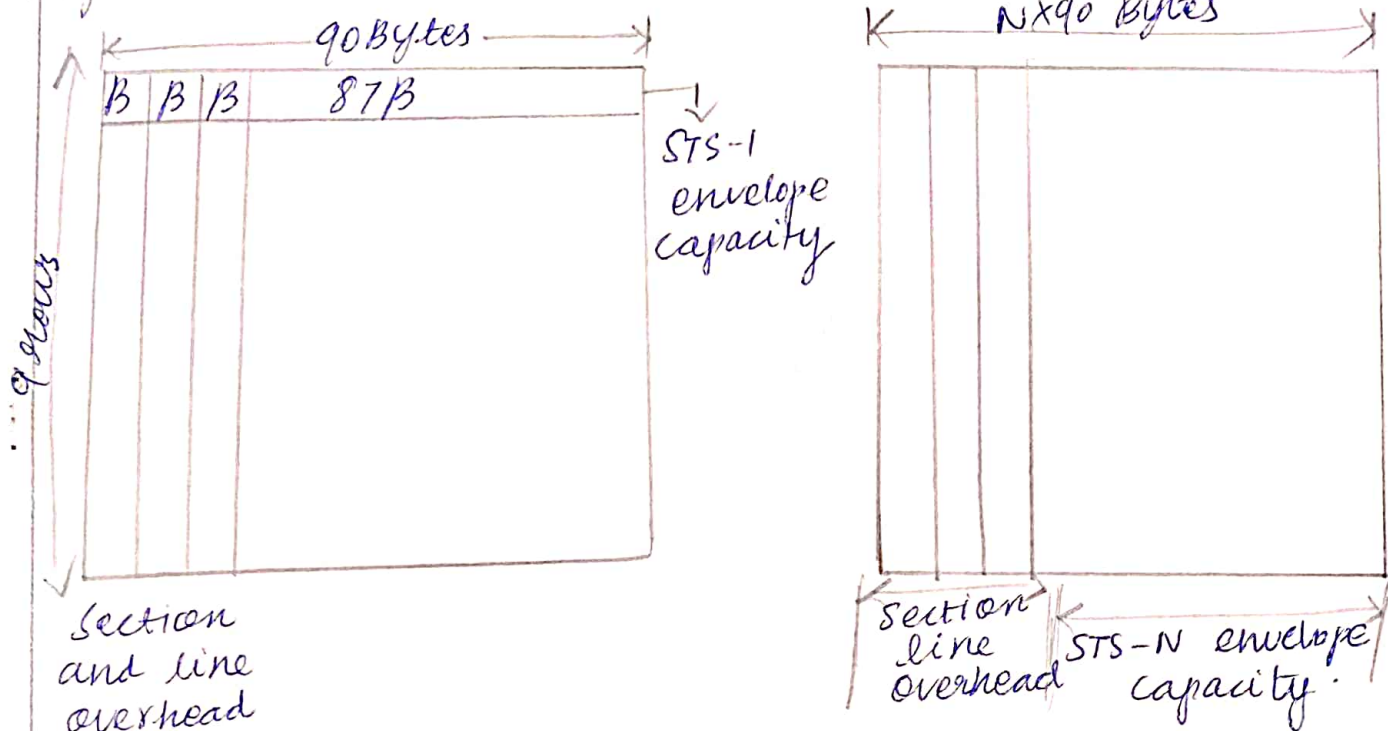 90Bytes
B B B 87B
STS-1
envelope
capacity
9 rows
Section
and line
overhead
NX90 Bytes
Section
line
overhead
STS-N envelope
capacity.